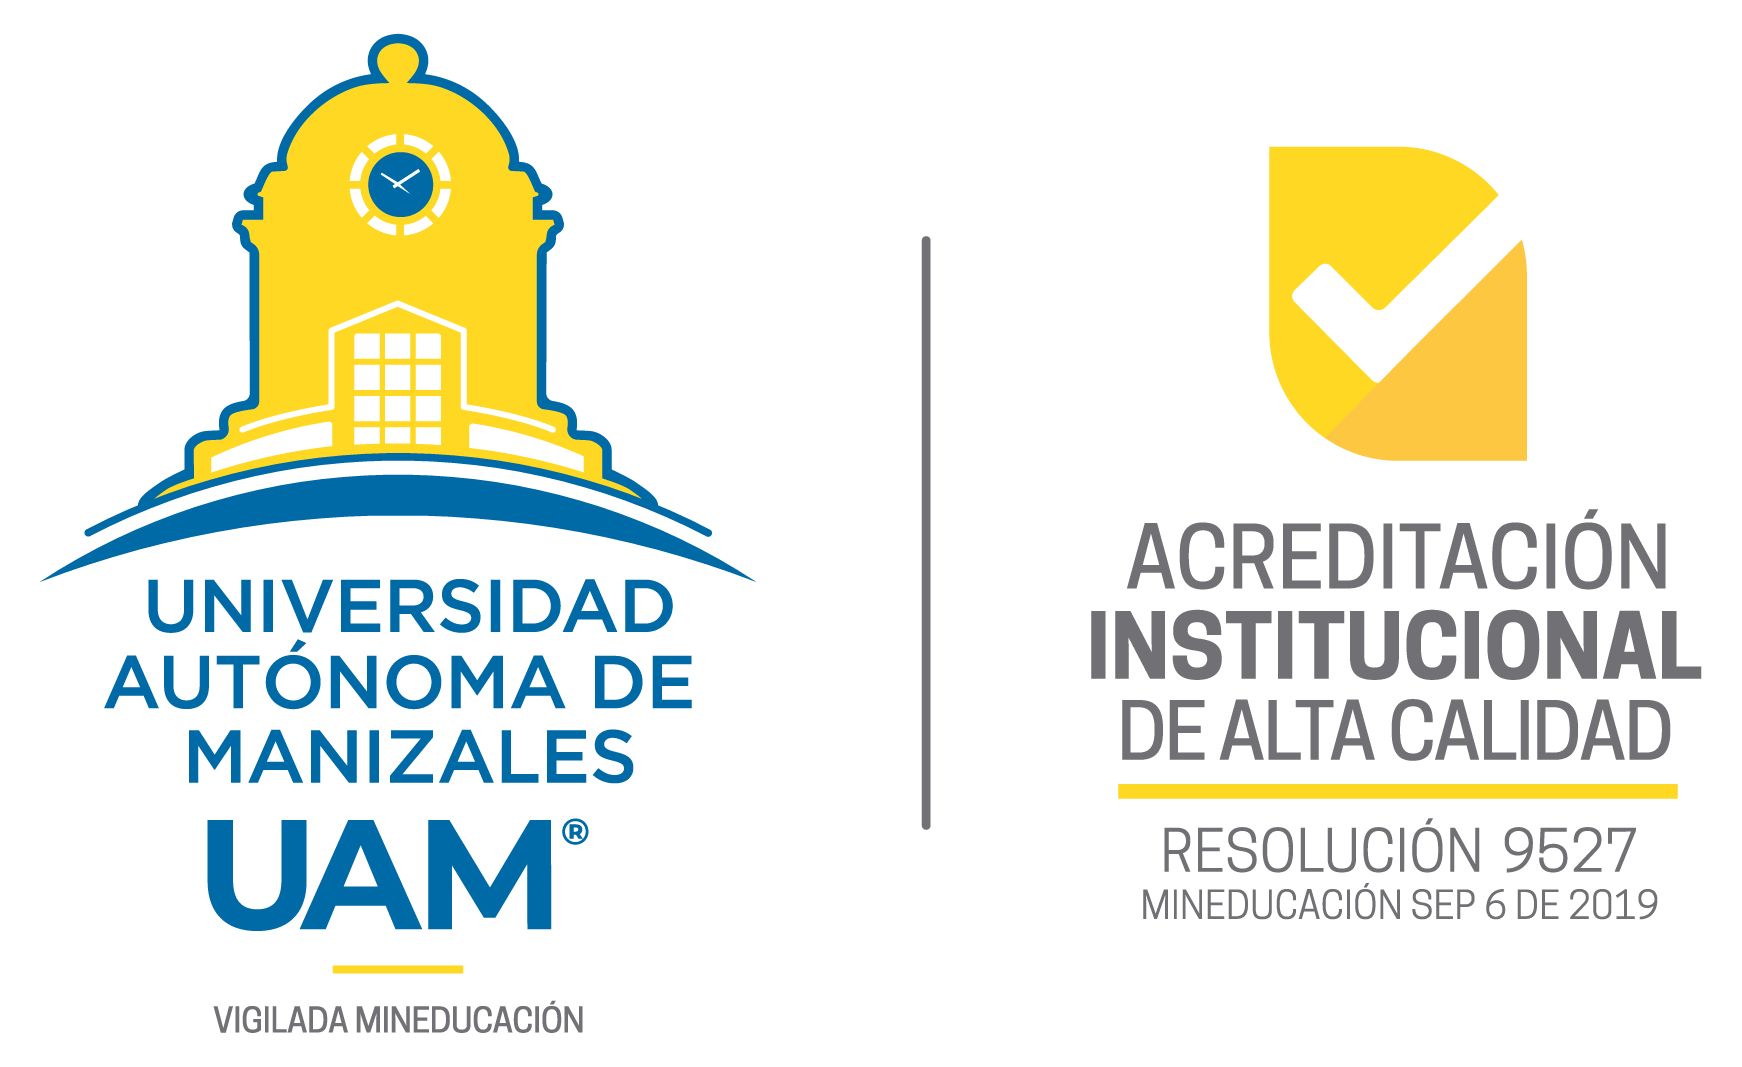 UNIVERSIDAD
AUTÓNOMA DE
MANIZALES
UAM®
VIGILADA MINEDUCACIÓN
ACREDITACIÓN
INSTITUCIONAL
DE ALTA CALIDAD
RESOLUCIÓN 9527
MINEDUCACIÓN SEP 6 DE 2019